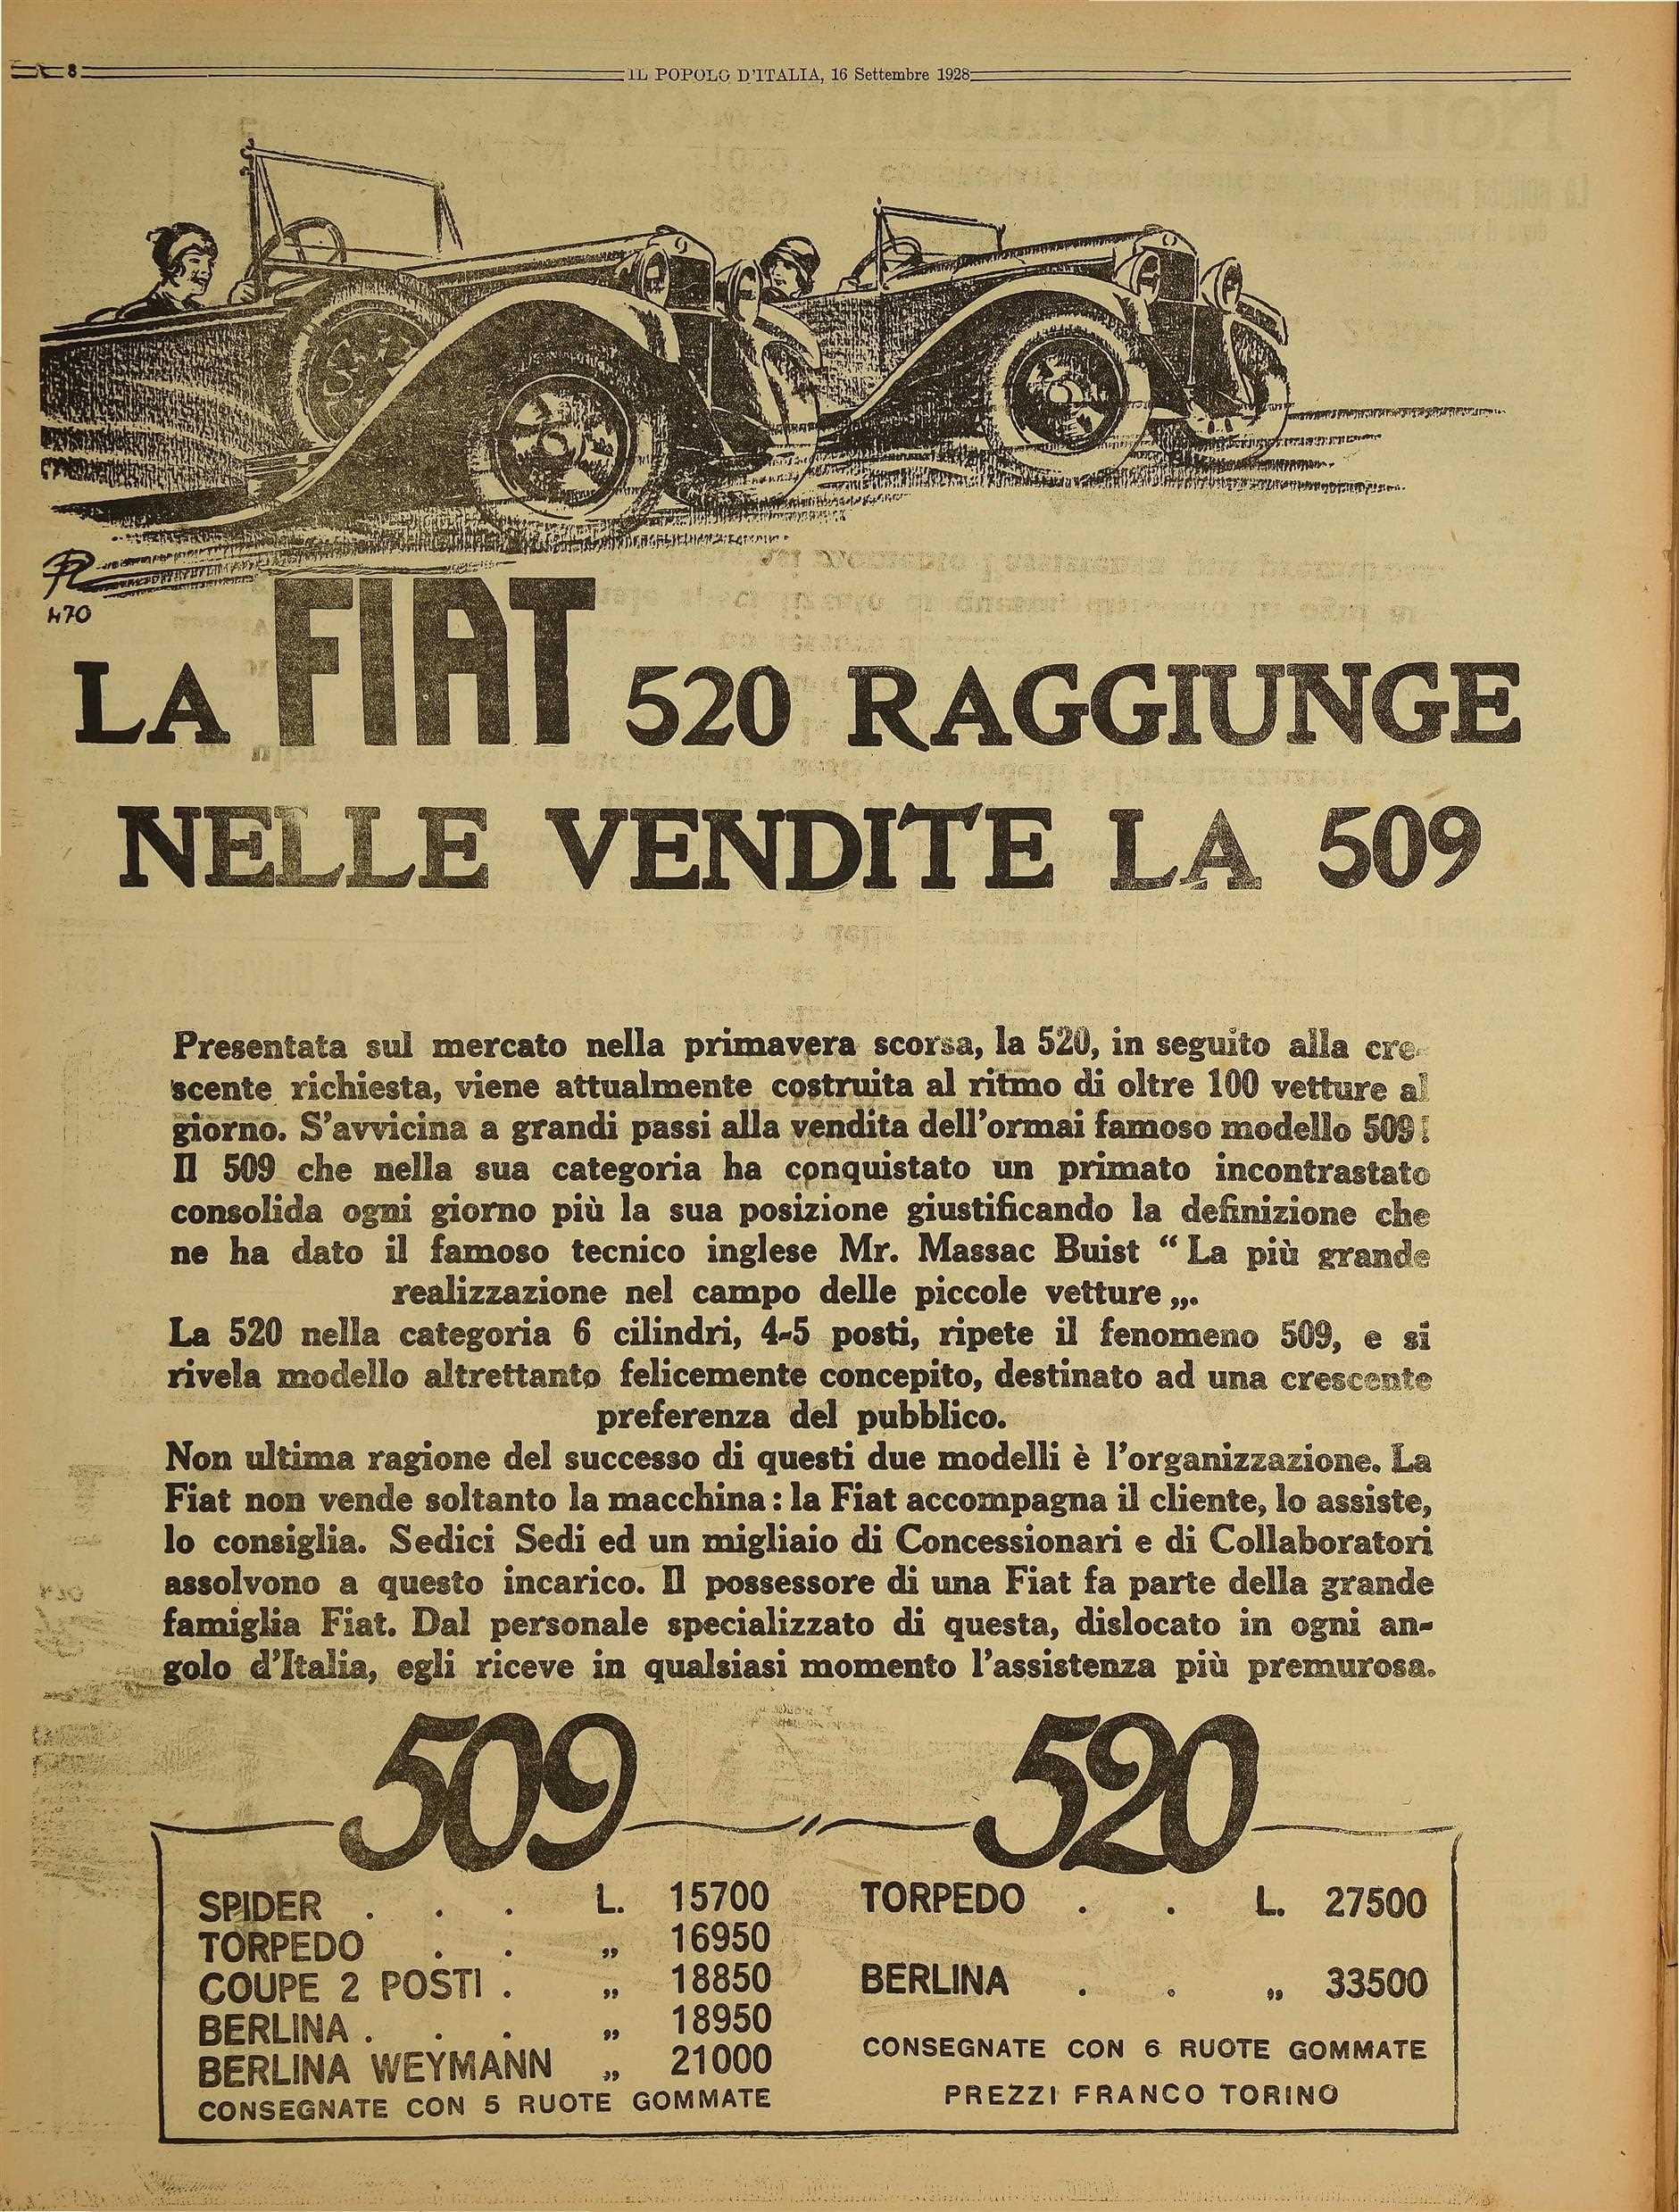 8
IL POPOLO D'ITALIA, 16 Settembre 1928
470
LA FIAT 520 RAGGIUNGE
NELLE VENDITE LA 509
Presentata sul mercato nella primavera scorsa, la 520, in seguito alla cre-
scente richiesta, viene attualmente costruita al ritmo di oltre 100 vetture al
giorno. S'avvicina a grandi passi alla vendita dell'ormai famoso modello 509!
Il 509 che nella sua categoria ha conquistato un primato incontrastato
consolida ogni giorno più la sua posizione giustificando la definizione che
ne ha dato il famoso tecnico inglese Mr. Massac Buist “ La più grande
realizzazione nel campo delle piccole vetture „.
La 520 nella categoria 6 cilindri, 4-5 posti, ripete il fenomeno 509, e si
rivela modello altrettanto felicemente concepito, destinato ad una crescente
preferenza del pubblico.
Non ultima ragione del successo di questi due modelli è l'organizzazione. La
Fiat non vende soltanto la macchina : la Fiat accompagna il cliente, lo assiste,
lo consiglia. Sedici Sedi ed un migliaio di Concessionari e di Collaboratori
assolvono a questo incarico. Il possessore di una Fiat fa parte della grande
famiglia Fiat. Dal personale specializzato di questa, dislocato in ogni an-
golo d'Italia, egli riceve in qualsiasi momento l'assistenza più premurosa.
509
SPIDER . . . L. 15700
TORPEDO . . „ 16950
COUPE 2 POSTI . „ 18850
BERLINA . . . „ 18950
BERLINA WEYMANN „ 21000
CONSEGNATE CON 5 RUOTE GOMMATE
520
TORPEDO . . L. 27500
BERLINA . . „ 33500
CONSEGNATE CON 6 RUOTE GOMMATE
PREZZI FRANCO TORINO